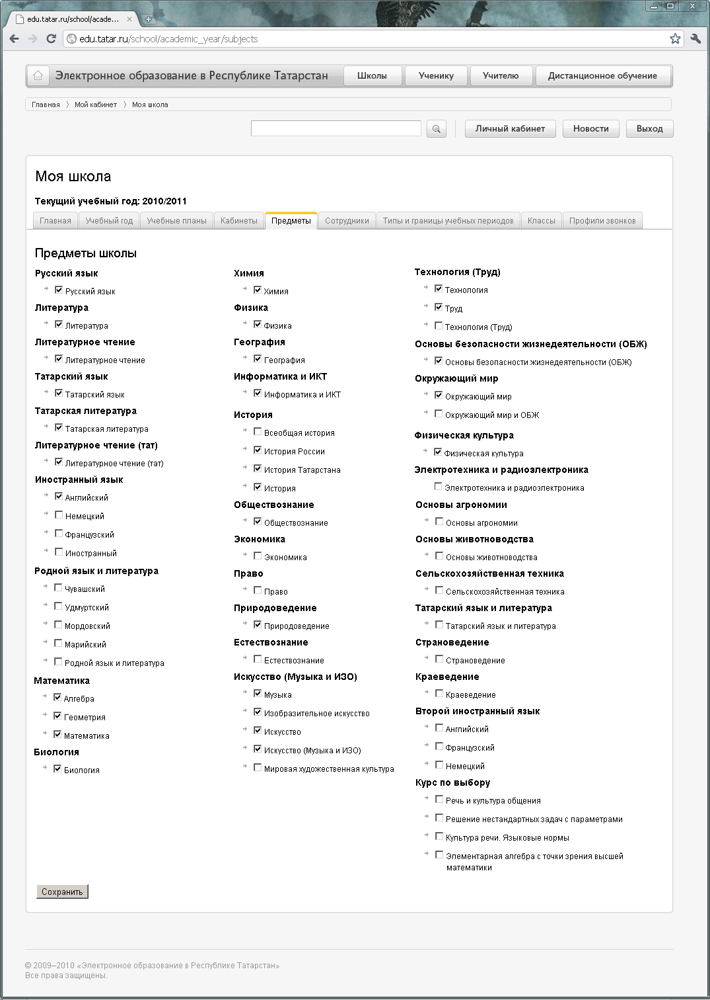 edu.tatar.ru/school/acade...
edu.tatar.ru/school/academic_year/subjects
Электронное образование в Республике Татарстан
Школы
Ученику
Учителю
Дистанционное обучение
Главная
Мой кабинет
Моя школа
Личный кабинет
Новости
Выход
Моя школа
Текущий учебный год: 2010/2011
Главная
Учебный год
Учебные планы
Кабинеты
Предметы
Сотрудники
Типы и границы учебных периодов
Классы
Профили звонков
Предметы школы
Русский язык
Русский язык
Литература
Литература
Литературное чтение
Литературное чтение
Татарский язык
Татарский язык
Татарская литература
Татарская литература
Литературное чтение (тат)
Литературное чтение (тат)
Иностранный язык
Английский
Немецкий
Французский
Иностранный
Родной язык и литература
Чувашский
Удмуртский
Мордовский
Марийский
Родной язык и литература
Математика
Алгебра
Геометрия
Математика
Биология
Биология
Химия
Химия
Физика
Физика
География
География
Информатика и ИКТ
Информатика и ИКТ
История
Всеобщая история
История России
История Татарстана
История
Обществознание
Обществознание
Экономика
Экономика
Право
Право
Природоведение
Природоведение
Естествознание
Естествознание
Искусство (Музыка и ИЗО)
Музыка
Изобразительное искусство
Искусство
Искусство (Музыка и ИЗО)
Мировая художественная культура
Технология (Труд)
Технология
Труд
Технология (Труд)
Основы безопасности жизнедеятельности (ОБЖ)
Основы безопасности жизнедеятельности (ОБЖ)
Окружающий мир
Окружающий мир
Окружающий мир и ОБЖ
Физическая культура
Физическая культура
Электротехника и радиоэлектроника
Электротехника и радиоэлектроника
Основы агрономии
Основы агрономии
Основы животноводства
Основы животноводства
Сельскохозяйственная техника
Сельскохозяйственная техника
Татарский язык и литература
Татарский язык и литература
Страноведение
Страноведение
Краеведение
Краеведение
Второй иностранный язык
Английский
Французский
Немецкий
Курс по выбору
Речь и культура общения
Решение нестандартных задач с параметрами
Культура речи. Языковые нормы
Элементарная алгебра с точки зрения высшей
математики
Сохранить
© 2009–2010 «Электронное образование в Республике Татарстан»
Все права защищены.